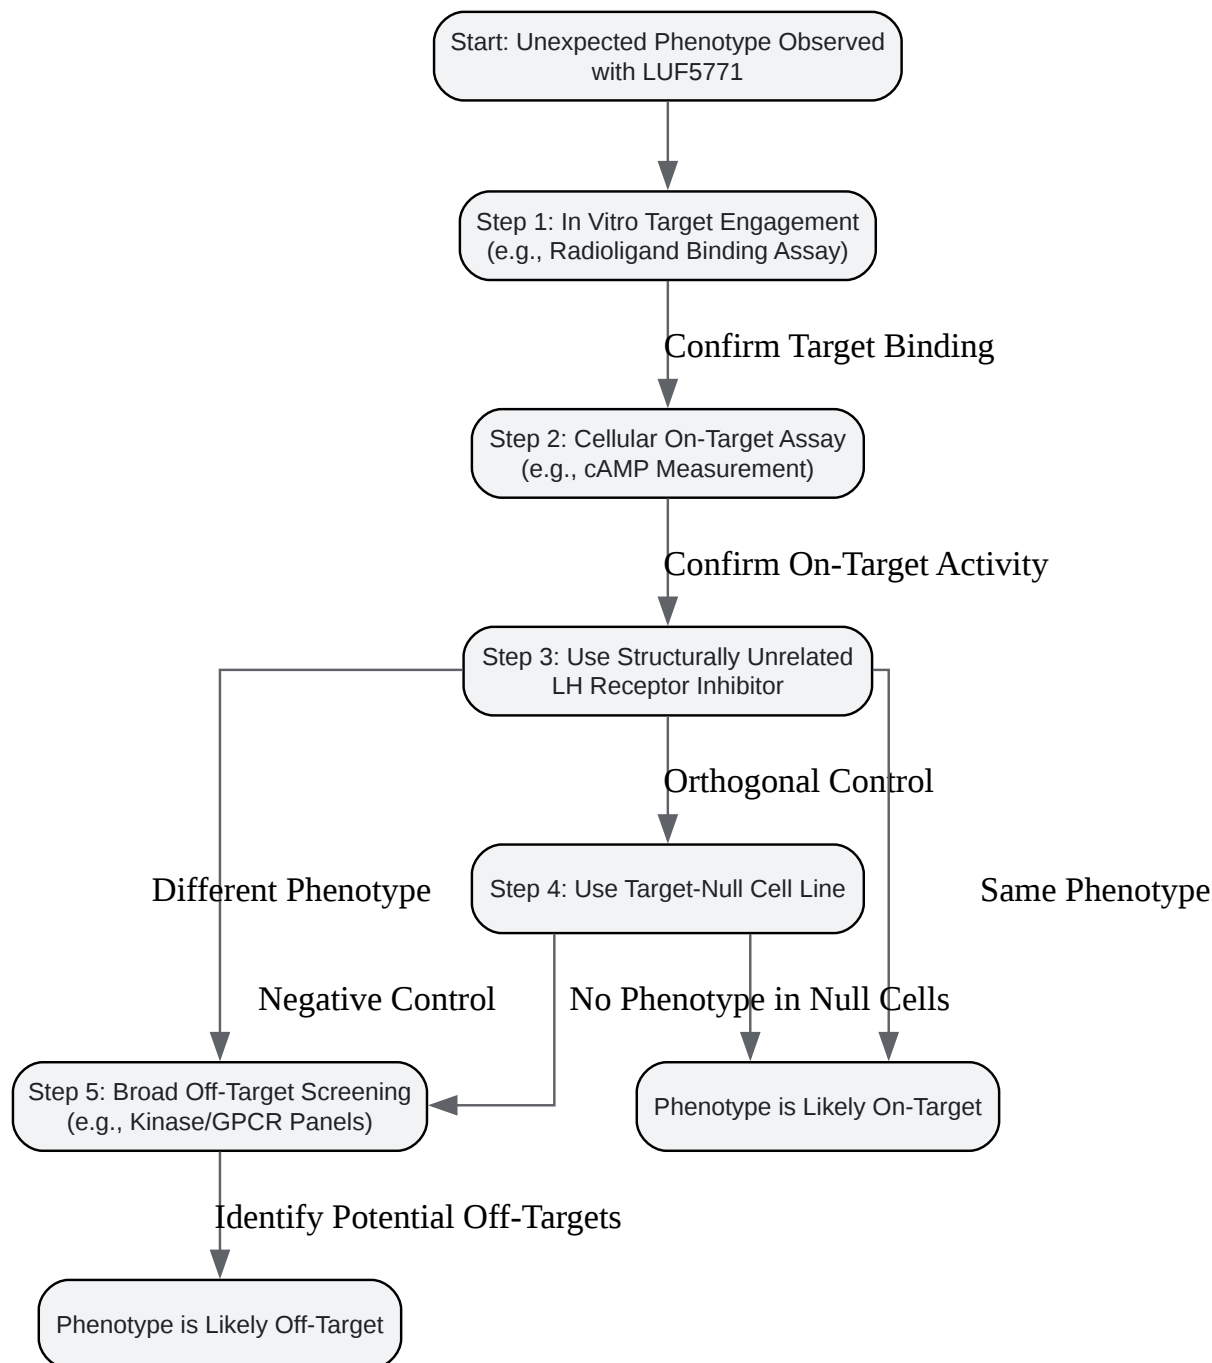 Start: Unexpected Phenotype Observed
with LUF5771
Step 1: In Vitro Target Engagement
(e.g., Radioligand Binding Assay)
Confirm Target Binding
Step 2: Cellular On-Target Assay
(e.g., cAMP Measurement)
Confirm On-Target Activity
Step 3: Use Structurally Unrelated
LH Receptor Inhibitor
Orthogonal Control
Different Phenotype
Step 4: Use Target-Null Cell Line
Same Phenotype
Negative Control
No Phenotype in Null Cells
Step 5: Broad Off-Target Screening
(e.g., Kinase/GPCR Panels)
Phenotype is Likely On-Target
Identify Potential Off-Targets
Phenotype is Likely Off-Target